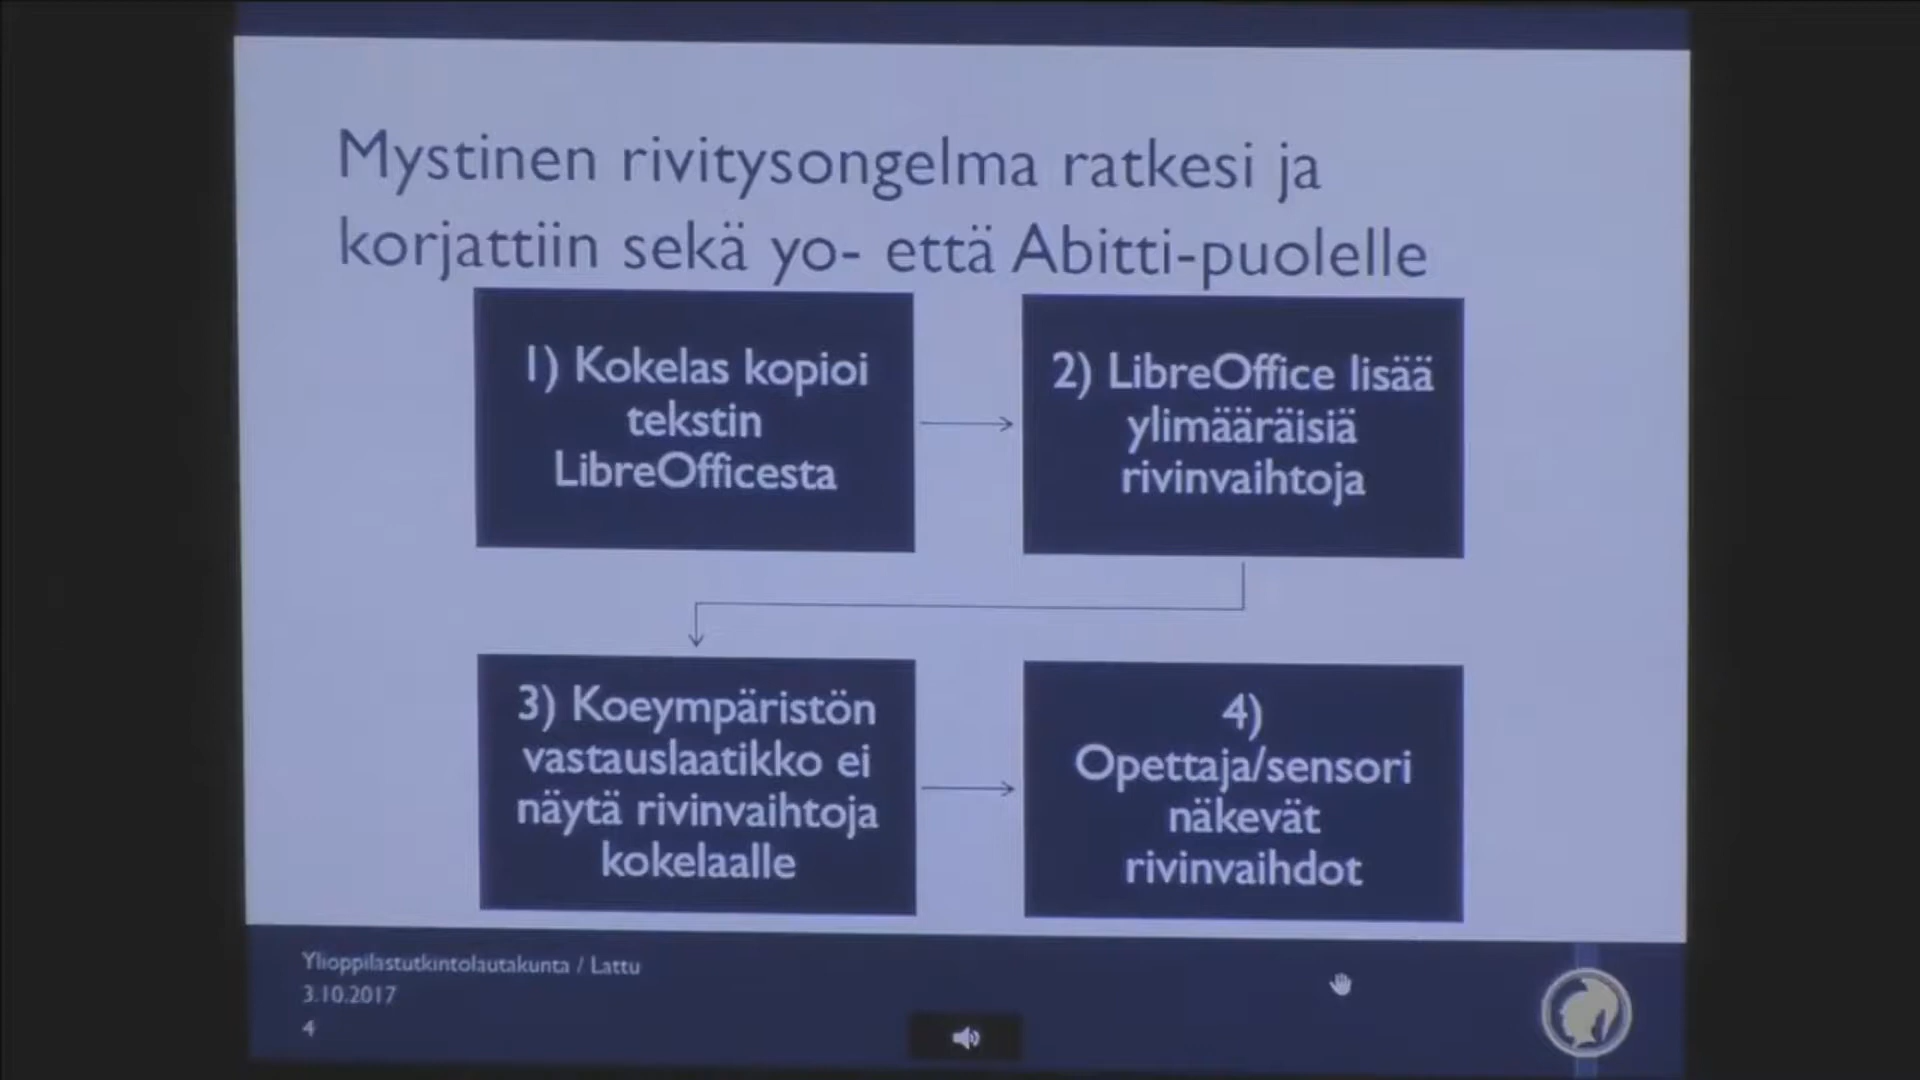 Mystinen rivitysongelma ratkesi ja
korjattiin sekä yo- että Abitti-puolelle
1) Kokelas kopioi
tekstin
LibreOfficesta
2) LibreOffice lisää
ylimääräisiä
rivinvaihtoja
3) Koeympäristön
vastauslaatikko ei
näytä rivinvaihtoja
kokelaalle
4)
Opettaja/sensori
näkevät
rivinvaihdot
Ylioppilastutkintolautakunta / Lattu
3.10.2017
4